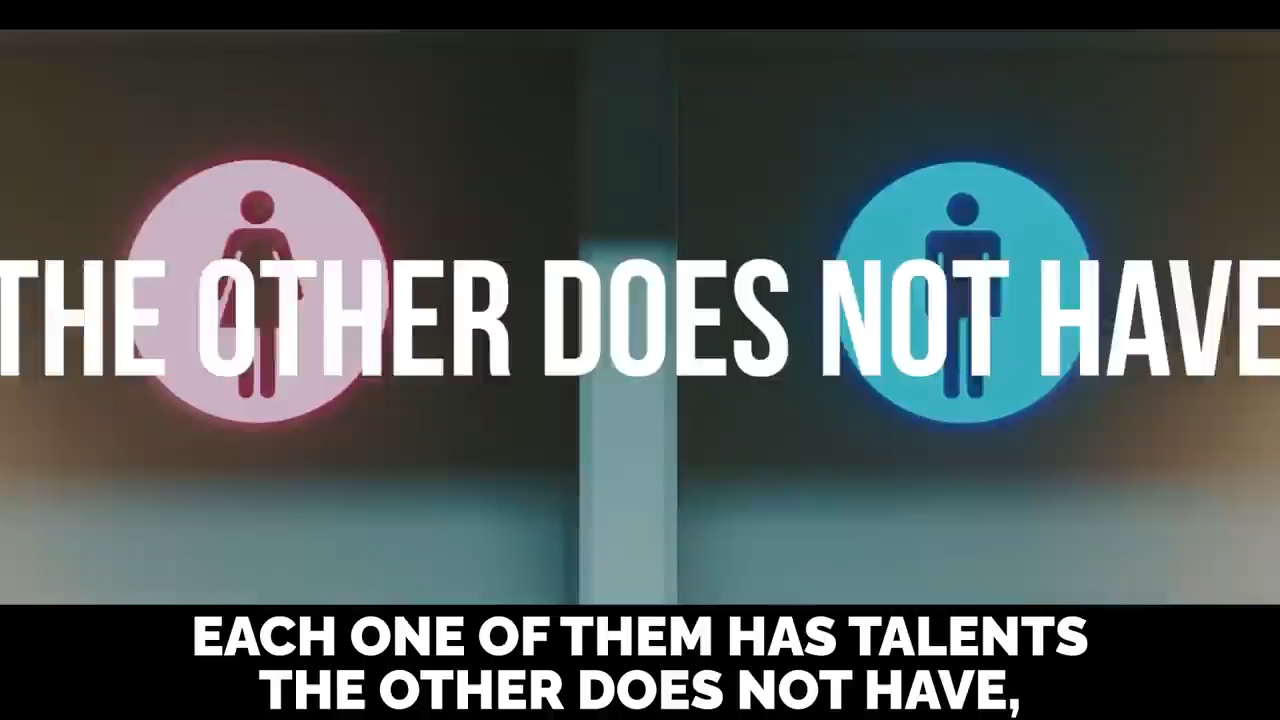 THE OTHER DOES NOT HAVE
EACH ONE OF THEM HAS TALENTS
THE OTHER DOES NOT HAVE,